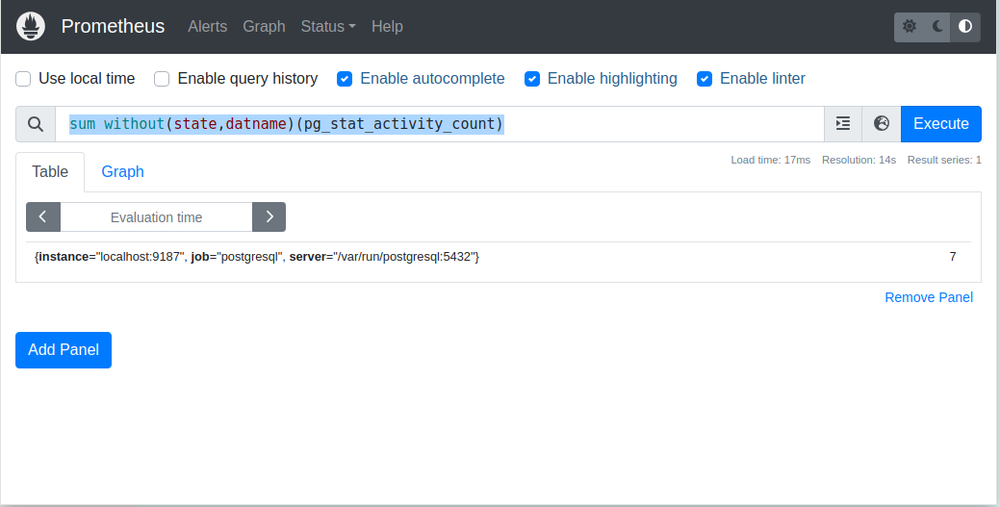 Prometheus Alerts Graph Status Help
Use local time Enable query history Enable autocomplete Enable highlighting Enable linter
sum without(state,datname)(pg_stat_activity_count) Execute
Load time: 17ms Resolution: 14s Result series: 1
Table Graph
Evaluation time
{instance="localhost:9187", job="postgresql", server="/var/run/postgresql:5432"} 7
Remove Panel
Add Panel